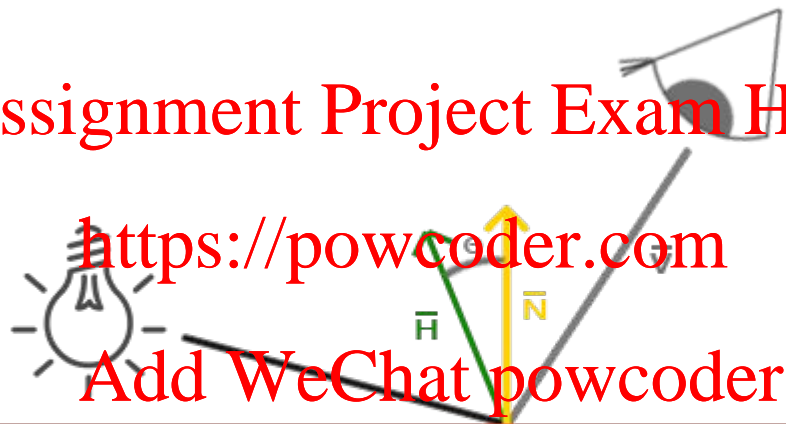 ssignment Project Exam H
https://powcoder.com
θ
N
V
H
Add WeChat powcoder